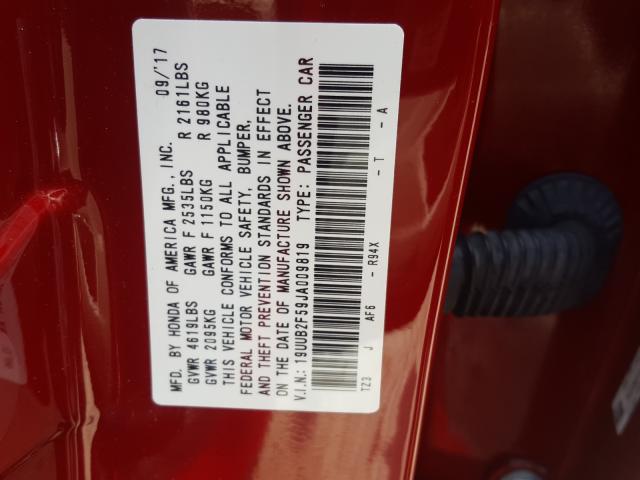 MFD. BY HONDA OF AMERICA MFG., INC. 09/'17
GVWR 4619LBS GAWR F 2535LBS R 2161LBS
GVWR 2095KG GAWR F 1150KG R 980KG
THIS VEHICLE CONFORMS TO ALL APPLICABLE
FEDERAL MOTOR VEHICLE SAFETY, BUMPER,
AND THEFT PREVENTION STANDARDS IN EFFECT
ON THE DATE OF MANUFACTURE SHOWN ABOVE.
V.I.N.: 19UUB2F59JA009819 TYPE: PASSENGER CAR
TZ3 J AF6 - R94X - T - A